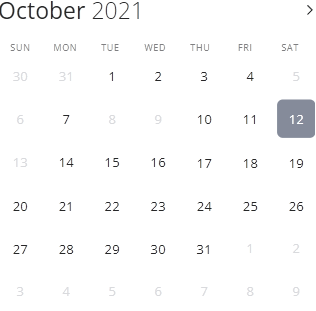 October 2021
SUN MON TUE WED THU FRI SAT
30 31 1 2 3 4 5
6 7 8 9 10 11 12
13 14 15 16 17 18 19
20 21 22 23 24 25 26
27 28 29 30 31 1 2
3 4 5 6 7 8 9